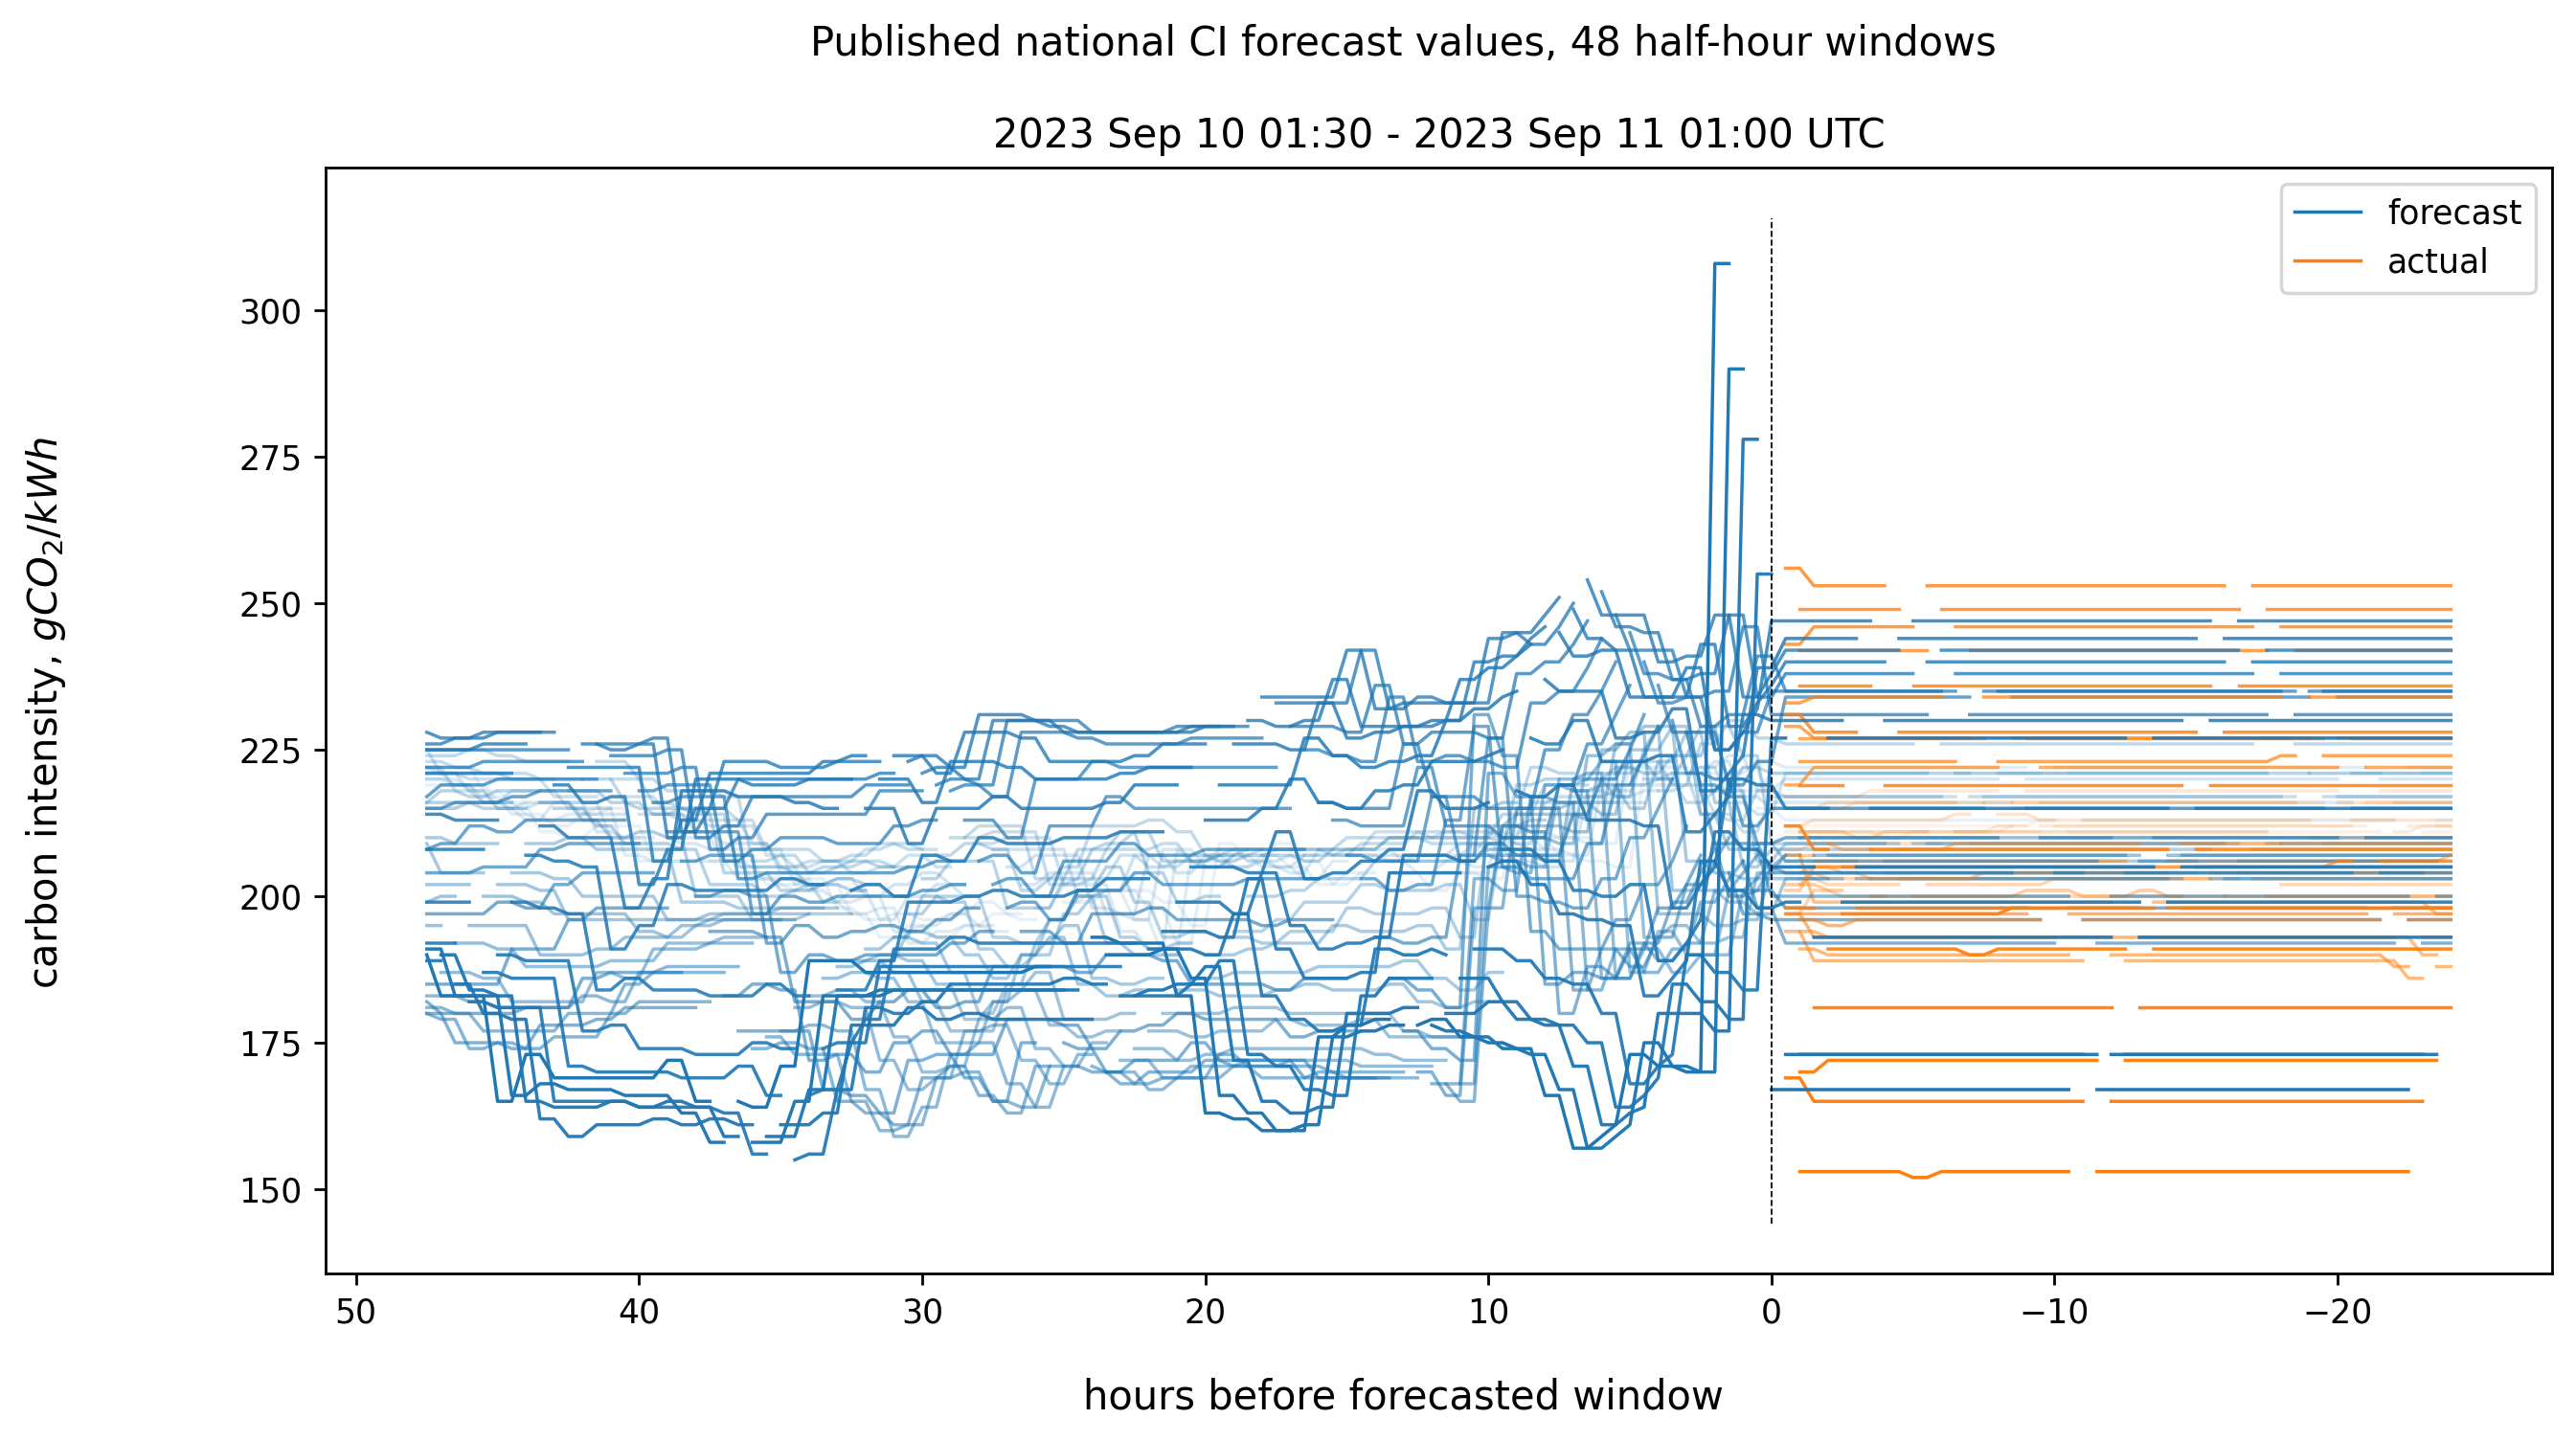 Published national CI forecast values, 48 half-hour windows
2023 Sep 10 01:30 - 2023 Sep 11 01:00 UTC
forecast
actual
300
275
250
225
200
175
150
carbon intensity, gCO₂/kWh
50 40 30 20 10 0 −10 −20
hours before forecasted window